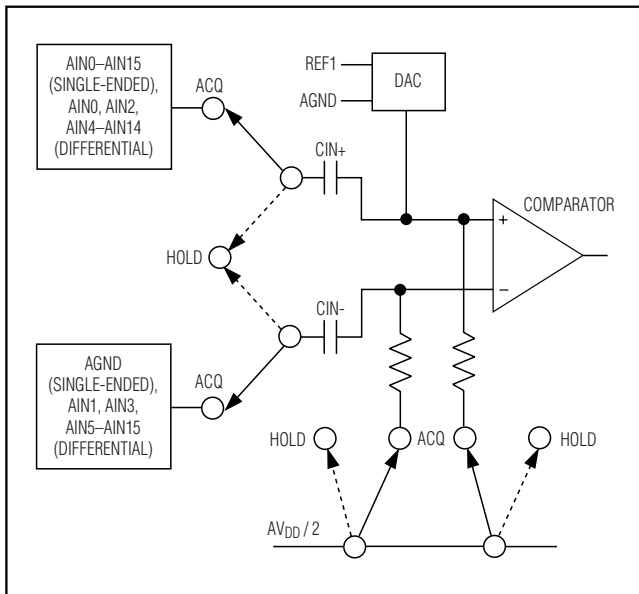 AIN0–AIN15
(SINGLE-ENDED),
AIN0, AIN2,
AIN4–AIN14
(DIFFERENTIAL)
ACQ
REF1
AGND
DAC
CIN+
COMPARATOR
+
−
HOLD
CIN-
AGND
(SINGLE-ENDED),
AIN1, AIN3,
AIN5–AIN15
(DIFFERENTIAL)
ACQ
HOLD
ACQ
HOLD
AVDD / 2